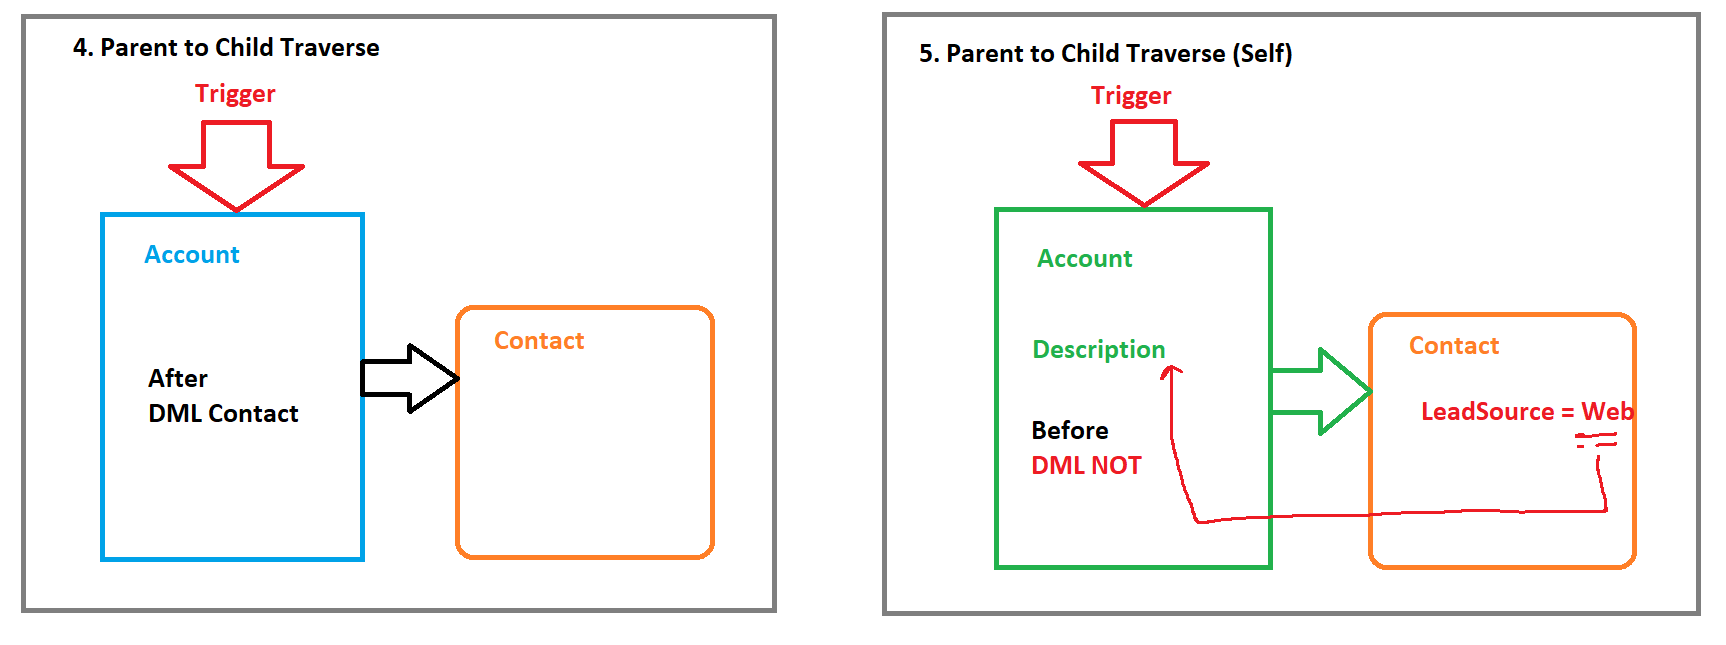 4. Parent to Child Traverse
Trigger
Account
After
DML Contact
Contact
5. Parent to Child Traverse (Self)
Trigger
Account
Description
Before
DML NOT
Contact
LeadSource = Web